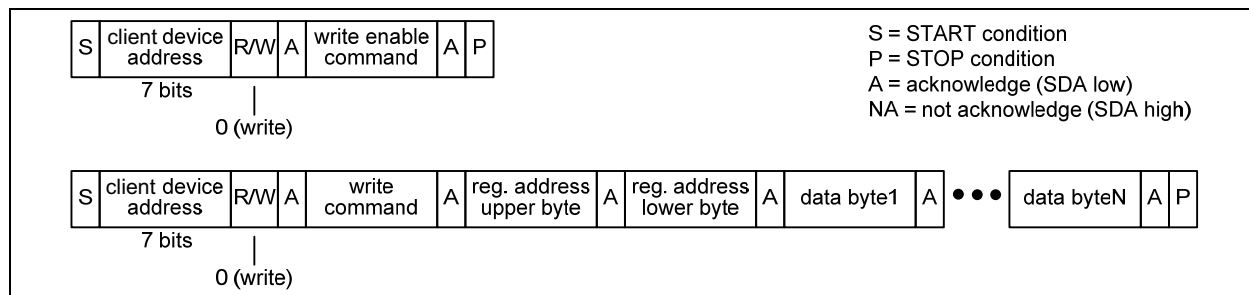 S client device address R/W A write enable command A P
7 bits
0 (write)
S = START condition
P = STOP condition
A = acknowledge (SDA low)
NA = not acknowledge (SDA high)
S client device address R/W A write command A reg. address upper byte A reg. address lower byte A data byte1 A ••• data byteN A P
7 bits
0 (write)